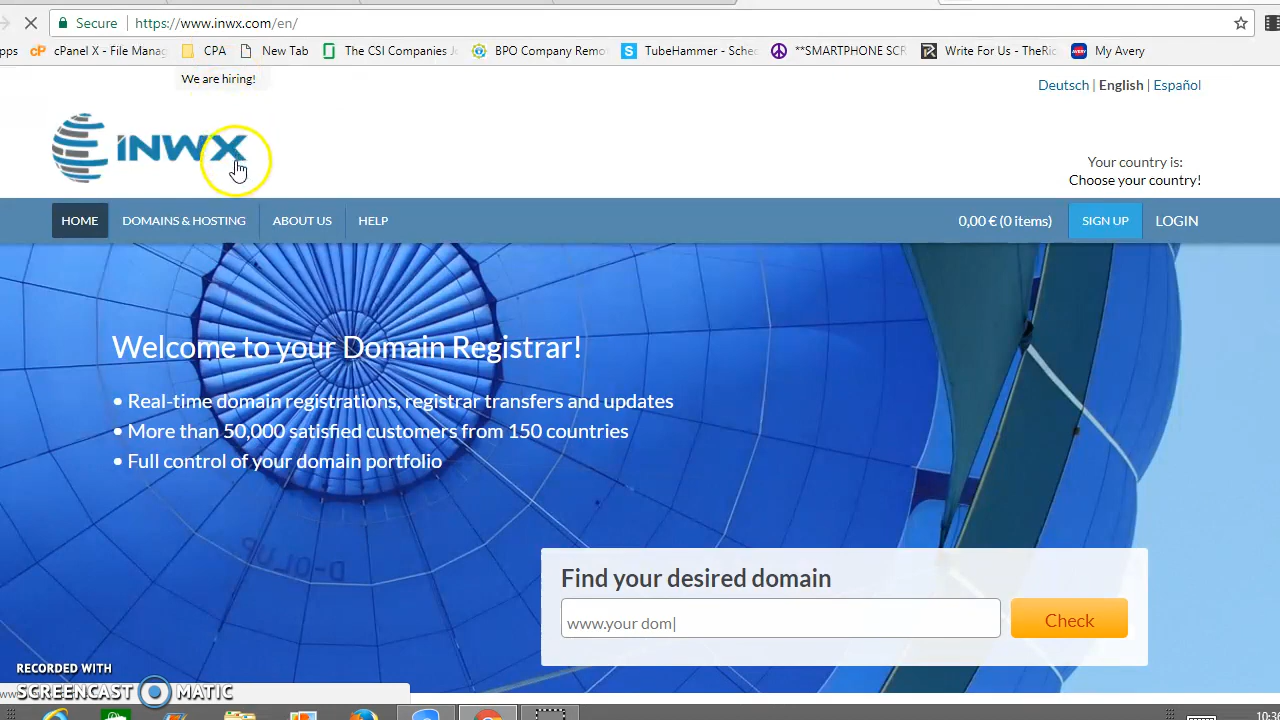 Secure https://www.inwx.com/en/
pps cPanel X - File Mana CPA New Tab The CSI Companies J BPO Company Remo TubeHammer - Sche **SMARTPHONE SCR Write For Us - TheRic My Avery
We are hiring!
Deutsch | English | Español
INWX
Your country is:
Choose your country!
HOME DOMAINS & HOSTING ABOUT US HELP 0,00 € (0 items) SIGN UP LOGIN
Welcome to your Domain Registrar!
• Real-time domain registrations, registrar transfers and updates
• More than 50,000 satisfied customers from 150 countries
• Full control of your domain portfolio
D-OLUP
Find your desired domain
www.your dom
Check
RECORDED WITH
SCREENCAST MATIC